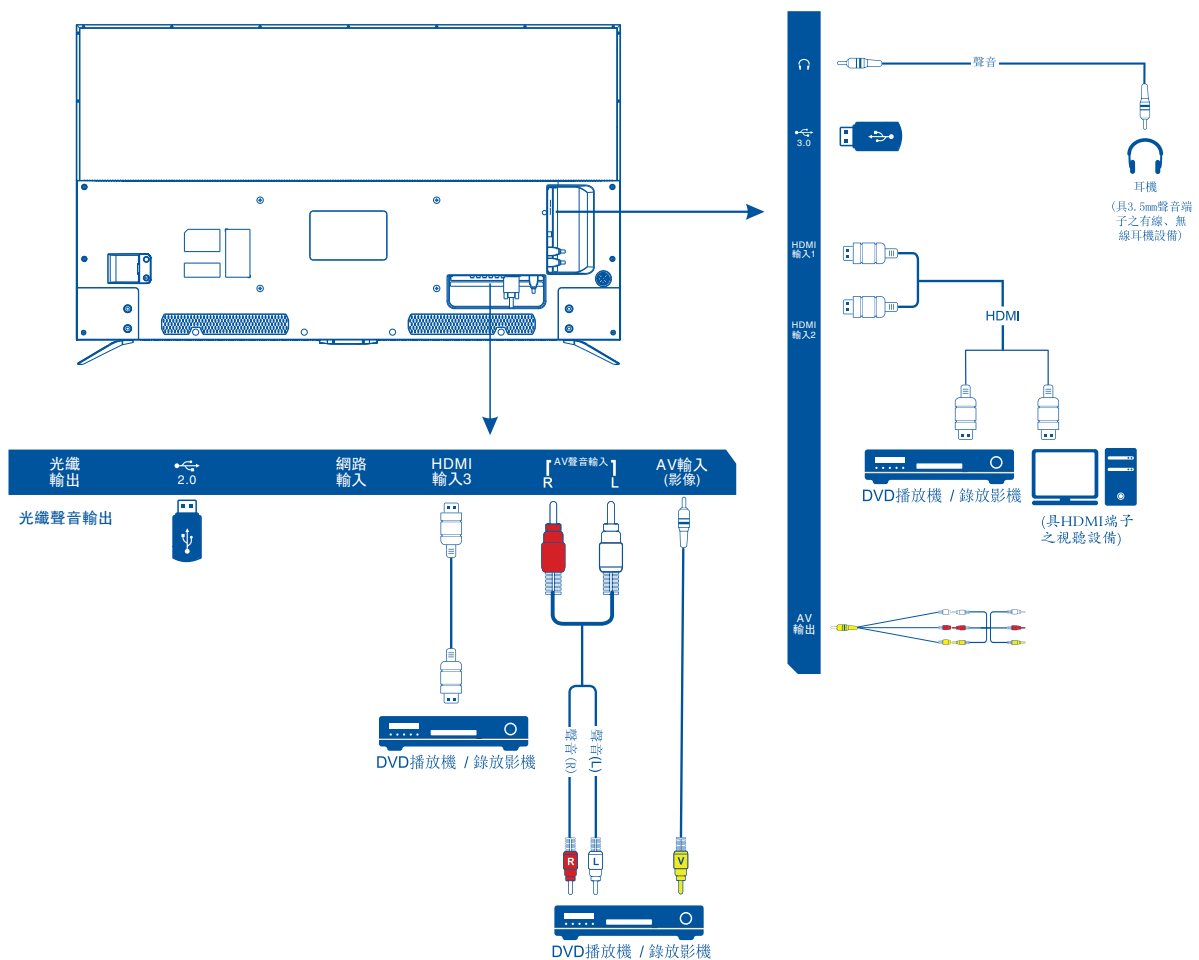 聲音
3.0
耳機
(具3.5mm聲音端
子之有線、無
線耳機設備)
HDMI
輸入1
HDMI
輸入2
HDMI
DVD播放機 / 錄放影機
(具HDMI端子
之視聽設備)
AV
輸出
光纖
輸出
2.0
網路
輸入
HDMI
輸入3
AV聲音輸入
R
L
AV輸入
(影像)
光纖聲音輸出
DVD播放機 / 錄放影機
聲音(R)
聲音(L)
R
L
V
DVD播放機 / 錄放影機